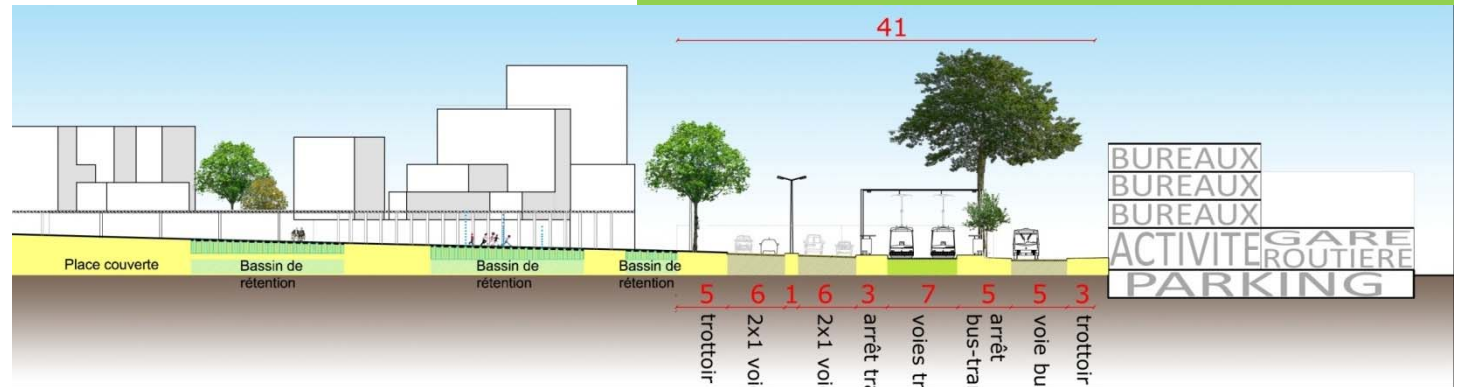 41
BUREAUX
BUREAUX
BUREAUX
ACTIVITE
GARE
ROUTIERE
PARKING
Place couverte
Bassin de
rétention
Bassin de
rétention
Bassin de
rétention
5 6 1 6 3 7 5 5 3
trottoir
2x1 voi
2x1 voi
arrêt tra
voies tr
arrêt
bus-tra
voie bu
trottoir